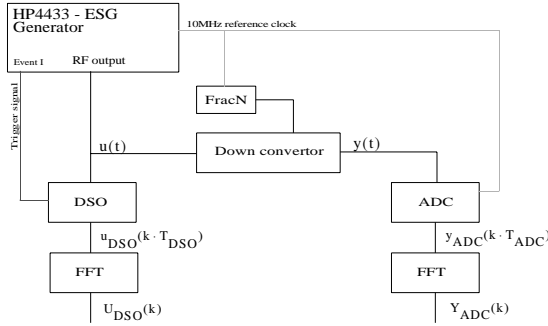 HP4433 - ESG
Generator
10MHz reference clock
Event I
RF output
Trigger signal
FracN
u(t)
Down convertor
y(t)
DSO
ADC
u_DSO(k · T_DSO)
y_ADC(k · T_ADC)
FFT
FFT
U_DSO(k)
Y_ADC(k)